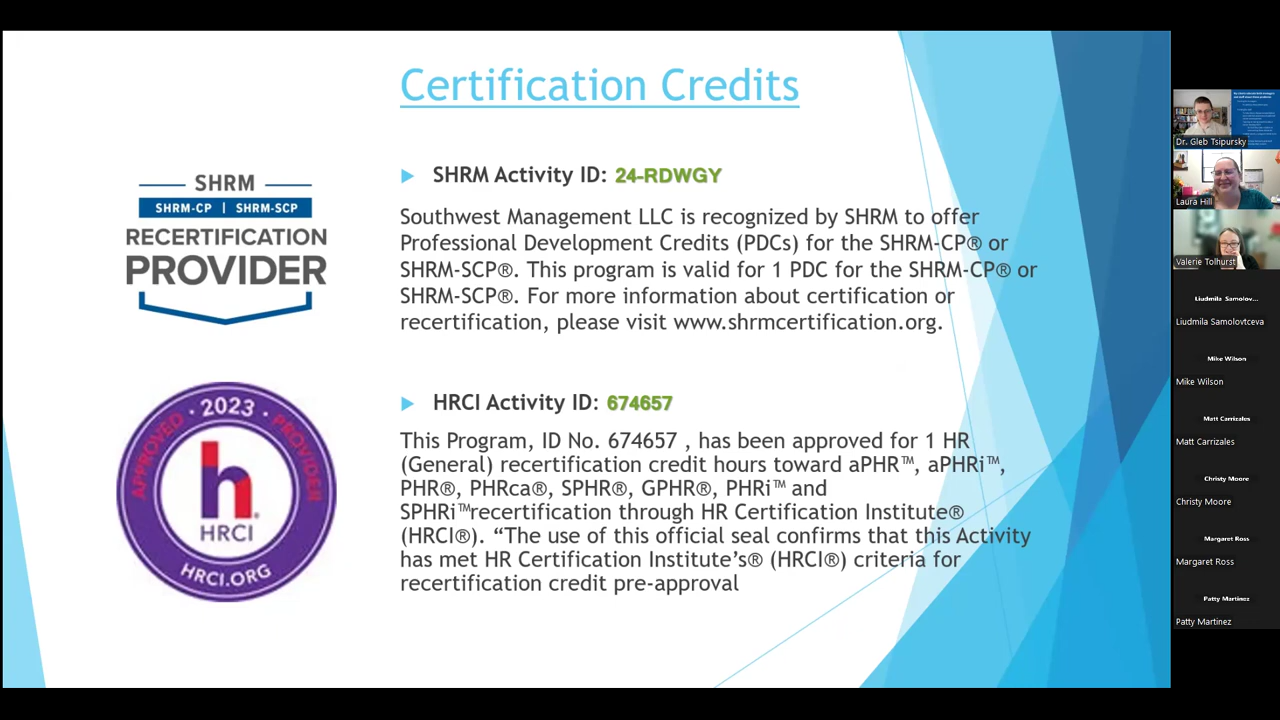 Certification Credits
SHRM
SHRM-CP | SHRM-SCP
RECERTIFICATION
PROVIDER
SHRM Activity ID: 24-RDWGY
Southwest Management LLC is recognized by SHRM to offer
Professional Development Credits (PDCs) for the SHRM-CP® or
SHRM-SCP®. This program is valid for 1 PDC for the SHRM-CP® or
SHRM-SCP®. For more information about certification or
recertification, please visit www.shrmcertification.org.
· 2023 ·
APPROVED PROVIDER
h
HRCI
HRCI.ORG
HRCI Activity ID: 674657
This Program, ID No. 674657 , has been approved for 1 HR
(General) recertification credit hours toward aPHR™, aPHRi™,
PHR®, PHRca®, SPHR®, GPHR®, PHRi™ and
SPHRi™recertification through HR Certification Institute®
(HRCI®). “The use of this official seal confirms that this Activity
has met HR Certification Institute’s® (HRCI®) criteria for
recertification credit pre-approval
Dr. Gleb Tsipursky
Laura Hill
Valerie Tolhurst
Liudmila Samolov...
Liudmila Samolovtceva
Mike Wilson
Mike Wilson
Matt Carrizales
Matt Carrizales
Christy Moore
Christy Moore
Margaret Ross
Margaret Ross
Patty Martinez
Patty Martinez